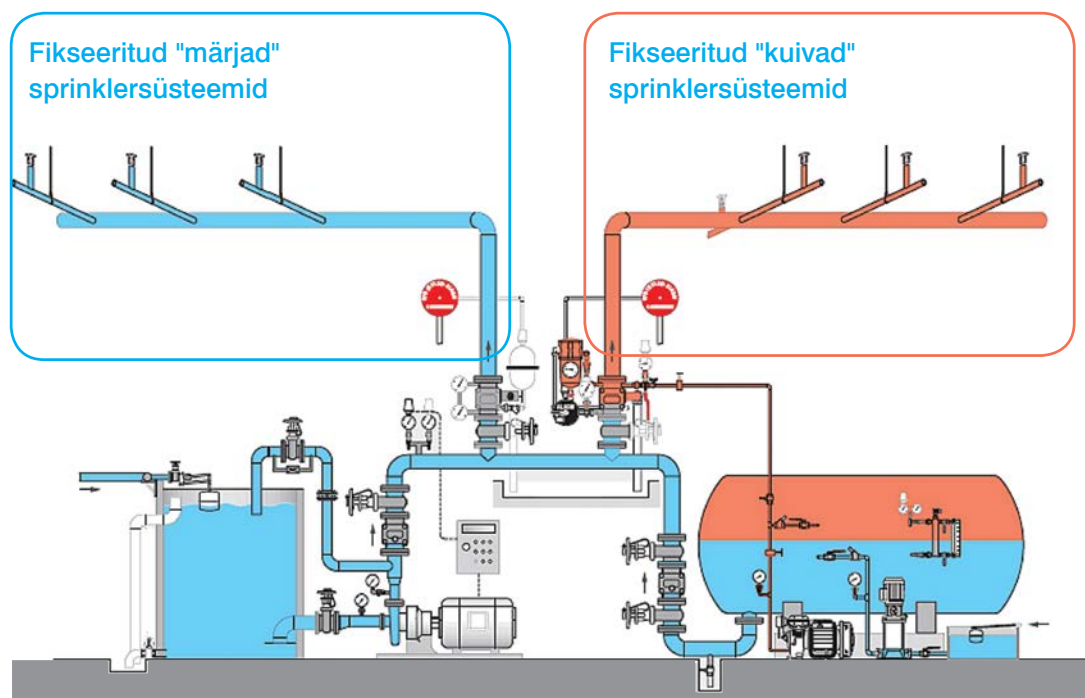 Fikseeritud "märjad"
sprinklersüsteemid
Fikseeritud "kuivad"
sprinklersüsteemid